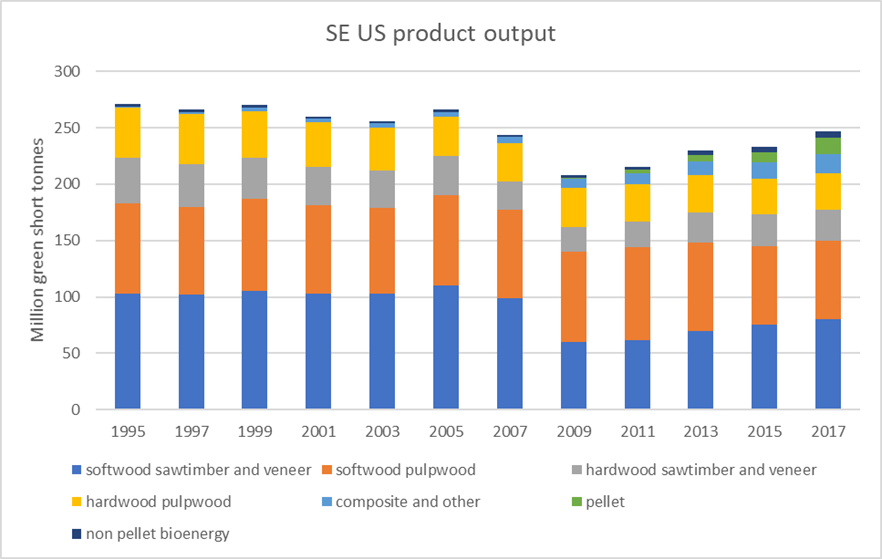 SE US product output
Million green short tonnes
300
250
200
150
100
50
0
1995 1997 1999 2001 2003 2005 2007 2009 2011 2013 2015 2017
softwood sawtimber and veneer softwood pulpwood hardwood sawtimber and veneer
hardwood pulpwood composite and other pellet
non pellet bioenergy